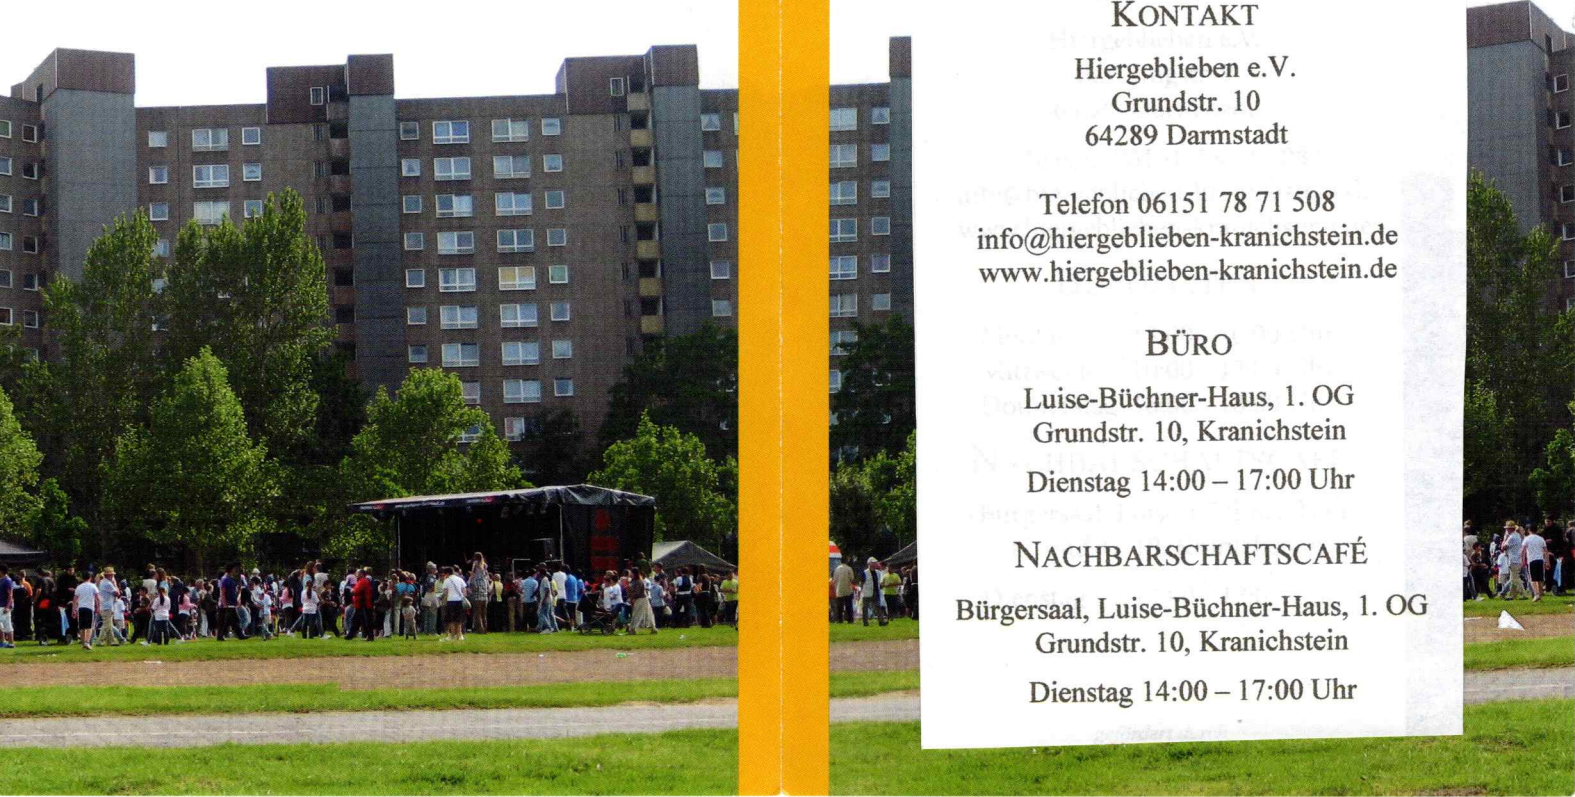 KONTAKT
Hiergeblieben e.V.
Grundstr. 10
64289 Darmstadt
Telefon 06151 78 71 508
info@hiergeblieben-kranichstein.de
www.hiergeblieben-kranichstein.de
BÜRO
Luise-Büchner-Haus, 1. OG
Grundstr. 10, Kranichstein
Dienstag 14:00 – 17:00 Uhr
NACHBARSCHAFTSCAFÉ
Bürgersaal, Luise-Büchner-Haus, 1. OG
Grundstr. 10, Kranichstein
Dienstag 14:00 – 17:00 Uhr